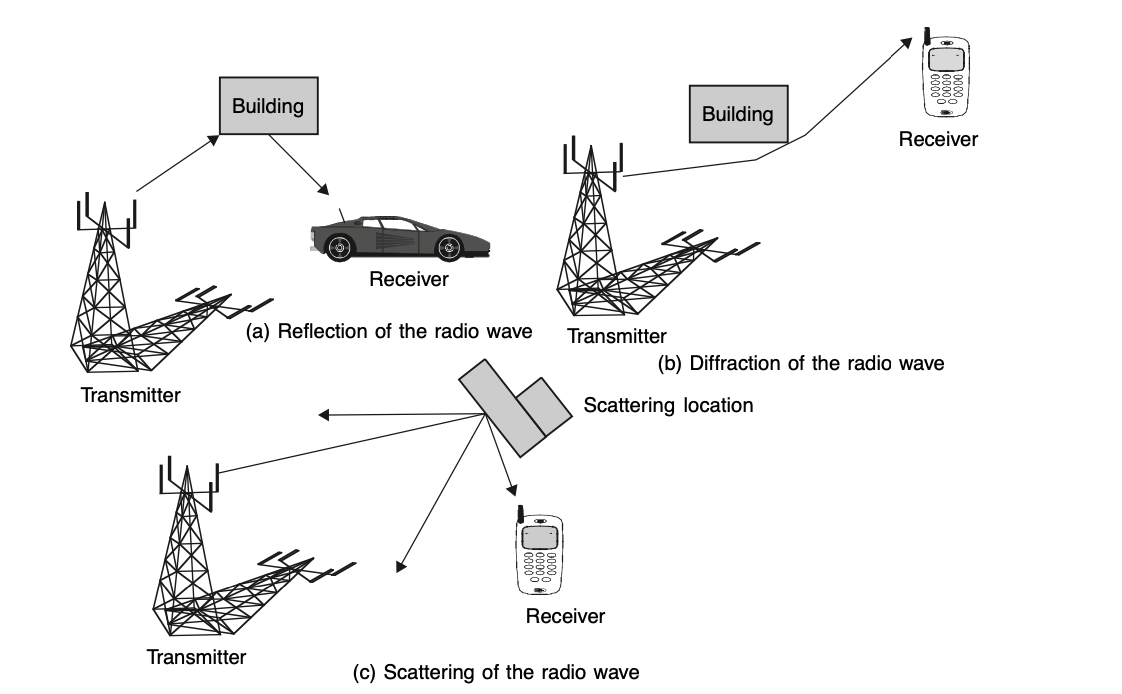 Building
Receiver
(a) Reflection of the radio wave
Transmitter
Building
Receiver
Transmitter
(b) Diffraction of the radio wave
Scattering location
Receiver
Transmitter
(c) Scattering of the radio wave